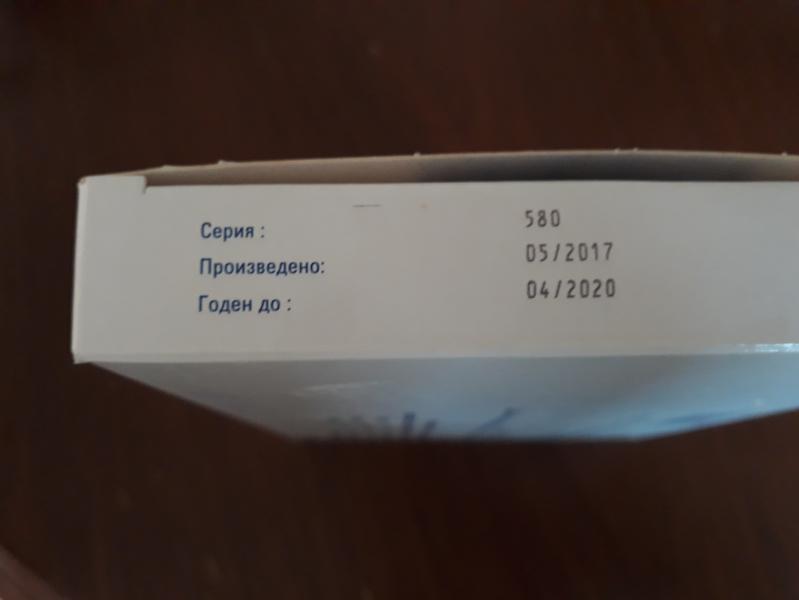 Серия : 580
Произведено: 05/2017
Годен до : 04/2020